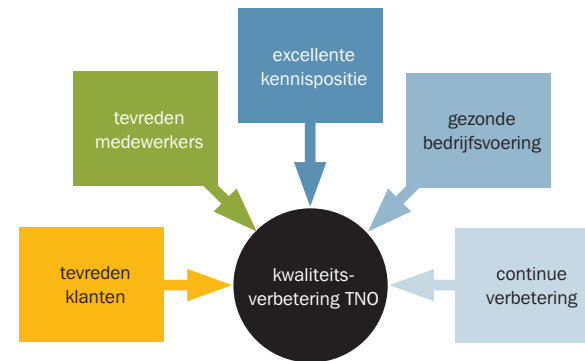 excellente
kennispositie
tevreden
medewerkers
gezonde
bedrijfsvoering
tevreden
klanten
kwaliteits-
verbetering TNO
continue
verbetering